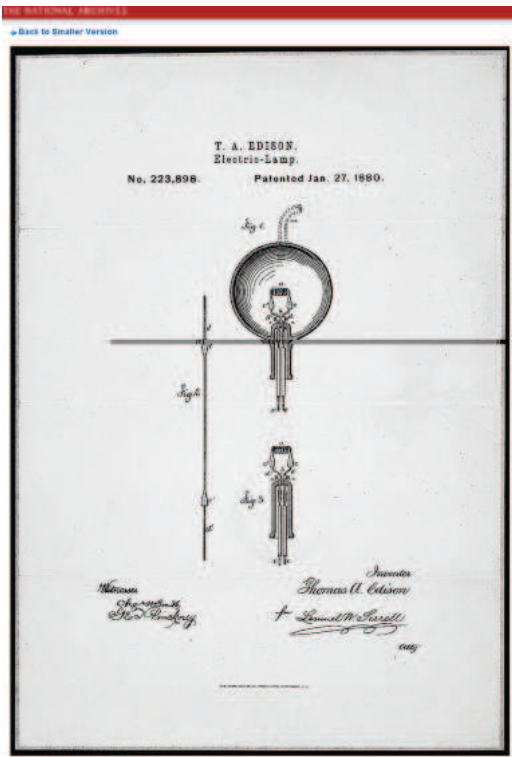 THE NATIONAL ARCHIVES
Back to Smaller Version
T. A. EDISON.
Electric-Lamp.
No. 223,898. Patented Jan. 27, 1880.
Fig 1
Fig 2
Fig 3
Witnesses
Inventor
Thomas A. Edison
Lemuel W. Serrell
atty